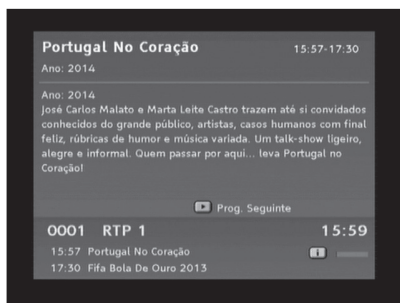 Portugal No Coração 15:57-17:30
Ano: 2014
Ano: 2014
José Carlos Malato e Marta Leite Castro trazem até si convidados
conhecidos do grande público, artistas, casos humanos com final
feliz, rúbricas de humor e música variada. Um talk-show ligeiro,
alegre e informal. Quem passar por aqui... leva Portugal no
Coração!
Prog. Seguinte
0001 RTP 1 15:59
15:57 Portugal No Coração i
17:30 Fifa Bola De Ouro 2013